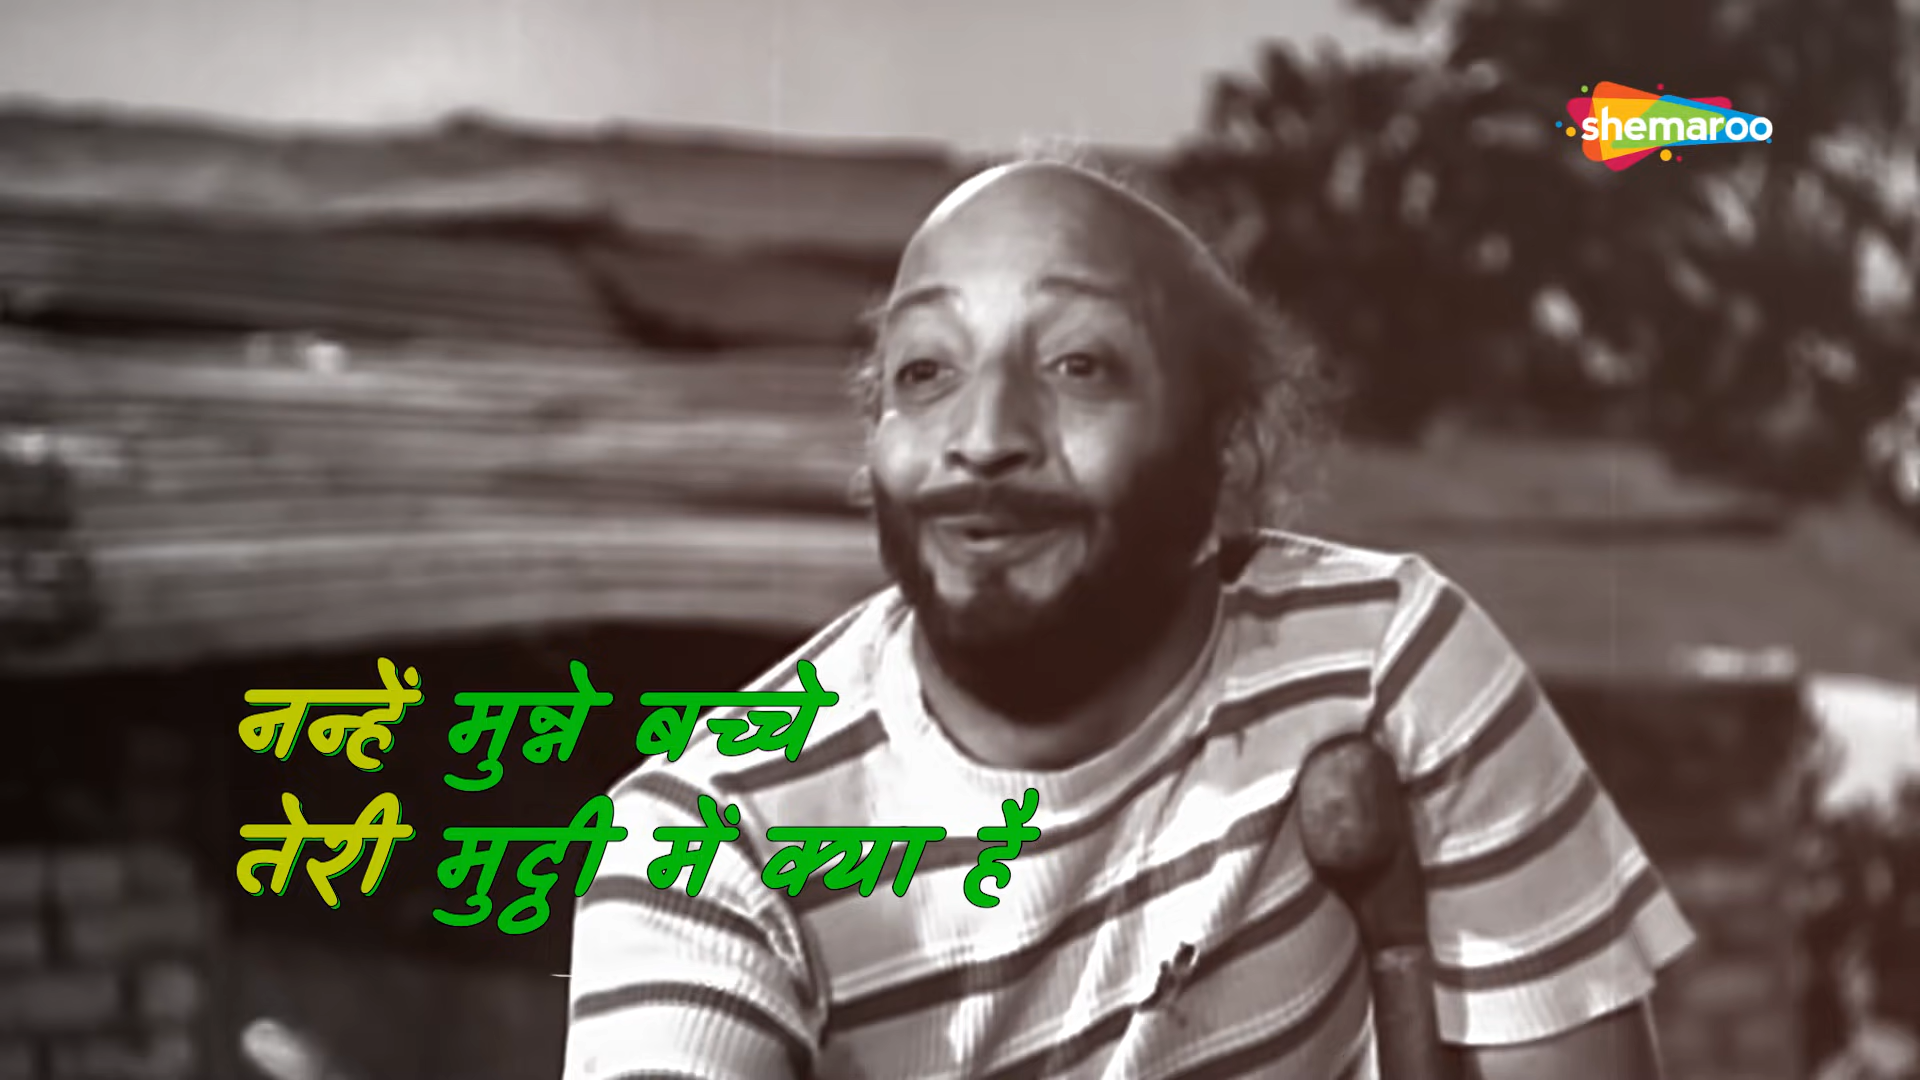 shemaroo
नन्हें मुन्ने बच्चे
तेरी मुट्ठी में क्या है